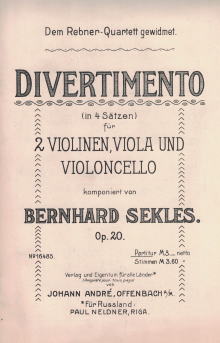 Dem Rebner-Quartett gewidmet.
DIVERTIMENTO
(in 4 Sätzen)
für
2 VIOLINEN, VIOLA UND
VIOLONCELLO
komponiert von
BERNHARD SEKLES.
Op. 20.
Nº 16485.
Partitur M.3._ netto
Stimmen M.3.60 "
Verlag und Eigentum für alle Länder*
von
JOHANN ANDRÉ, OFFENBACH a/M.
*Für Russland:
PAUL NELDNER, RIGA.